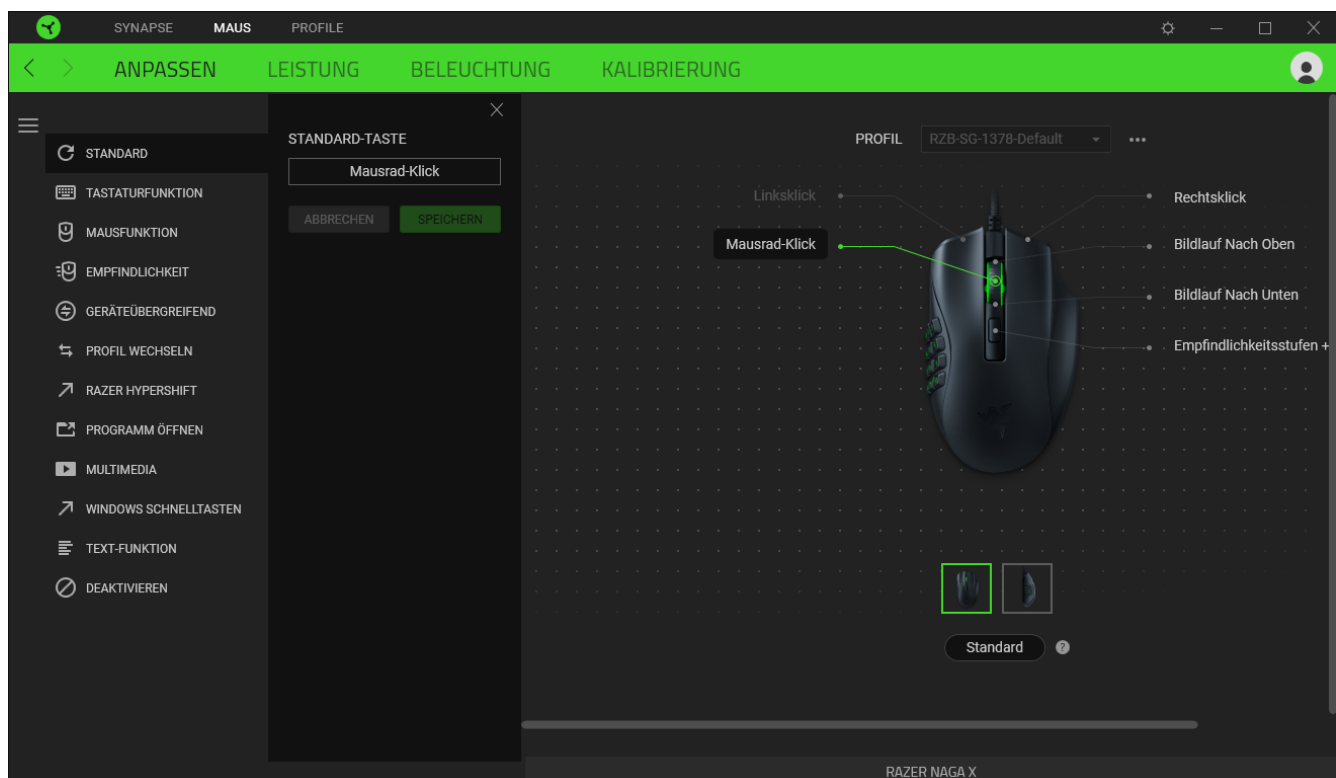 SYNAPSE MAUS PROFILE
ANPASSEN LEISTUNG BELEUCHTUNG KALIBRIERUNG
STANDARD
TASTATURFUNKTION
MAUSFUNKTION
EMPFINDLICHKEIT
GERÄTEÜBERGREIFEND
PROFIL WECHSELN
RAZER HYPERSHIFT
PROGRAMM ÖFFNEN
MULTIMEDIA
WINDOWS SCHNELLTASTEN
TEXT-FUNKTION
DEAKTIVIEREN
STANDARD-TASTE
Mausrad-Klick
ABBRECHEN SPEICHERN
PROFIL RZB-SG-1378-Default
Linksklick
Mausrad-Klick
Rechtsklick
Bildlauf Nach Oben
Bildlauf Nach Unten
Empfindlichkeitsstufen +
Standard ?
RAZER NAGA X